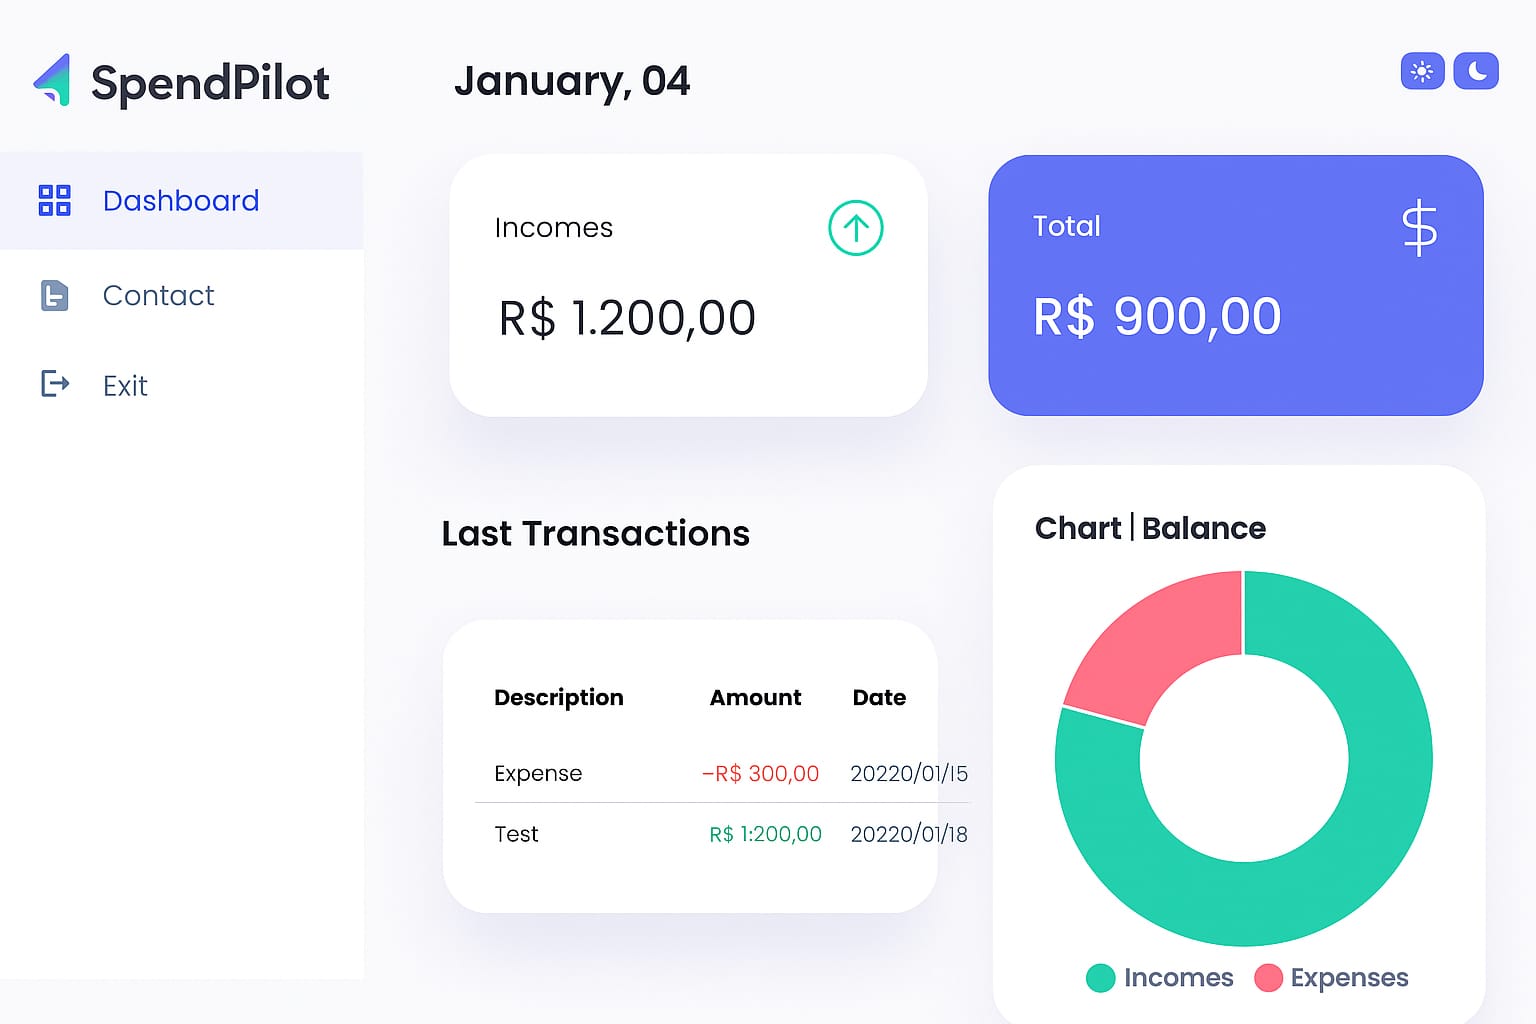 SpendPilot
January, 04
Dashboard
Contact
Exit
Incomes
R$ 1.200,00
Total
$
R$ 900,00
Last Transactions
Description Amount Date
Expense −R$ 300,00 20220/01/15
Test R$ 1:200,00 20220/01/18
Chart | Balance
Incomes Expenses